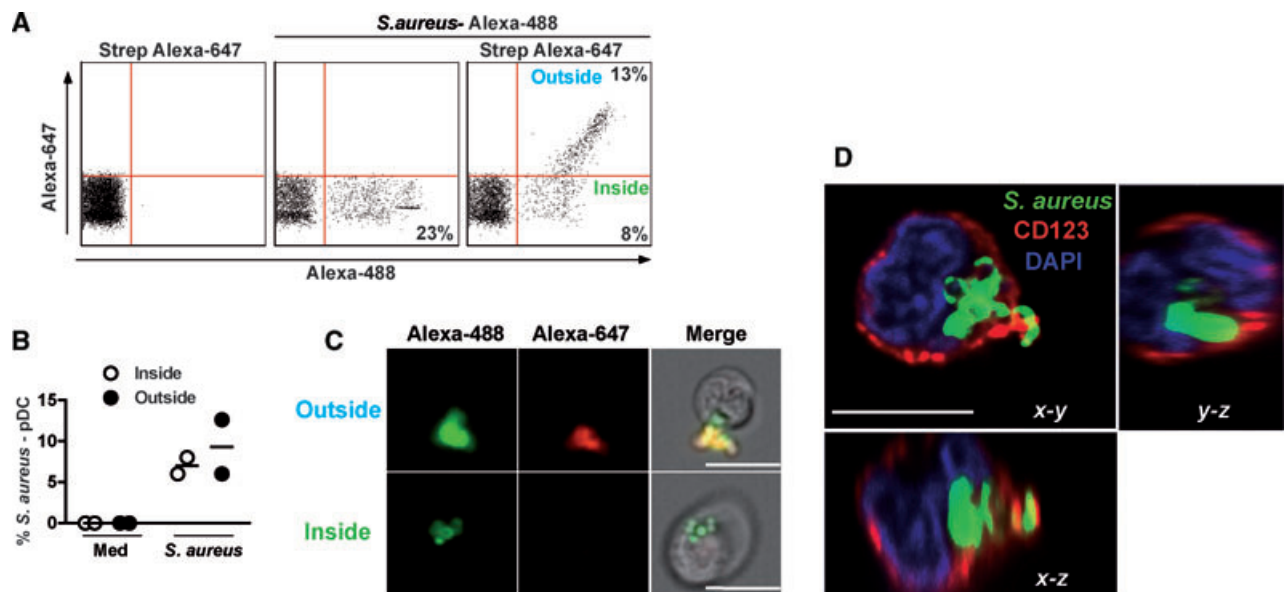 A
S.aureus- Alexa-488
Strep Alexa-647
Strep Alexa-647
Outside 13%
Inside
23%
8%
Alexa-647
Alexa-488
B
Inside
Outside
15
10
5
0
% S. aureus - pDC
Med
S. aureus
C
Alexa-488 Alexa-647 Merge
Outside
Inside
D
S. aureus
CD123
DAPI
x-y
y-z
x-z